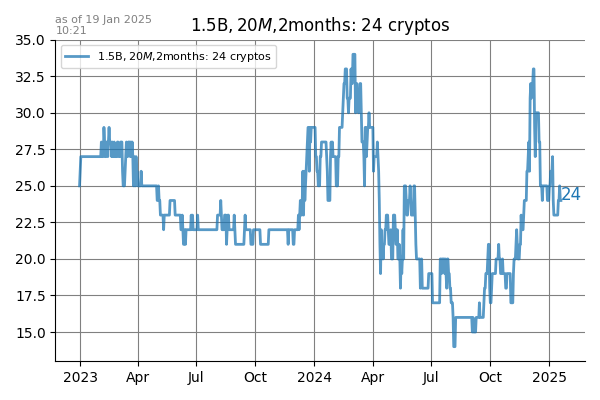 as of 19 Jan 2025
10:21
1.5B, 20M,2months: 24 cryptos
35.0
1.5B, 20M,2months: 24 cryptos
32.5
30.0
27.5
25.0
24
22.5
20.0
17.5
15.0
2023 Apr Jul Oct 2024 Apr Jul Oct 2025